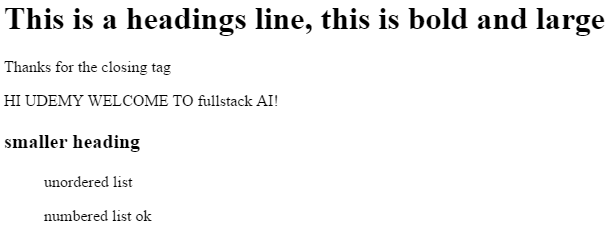 This is a headings line, this is bold and large
Thanks for the closing tag
HI UDEMY WELCOME TO fullstack AI!
smaller heading
unordered list
numbered list ok